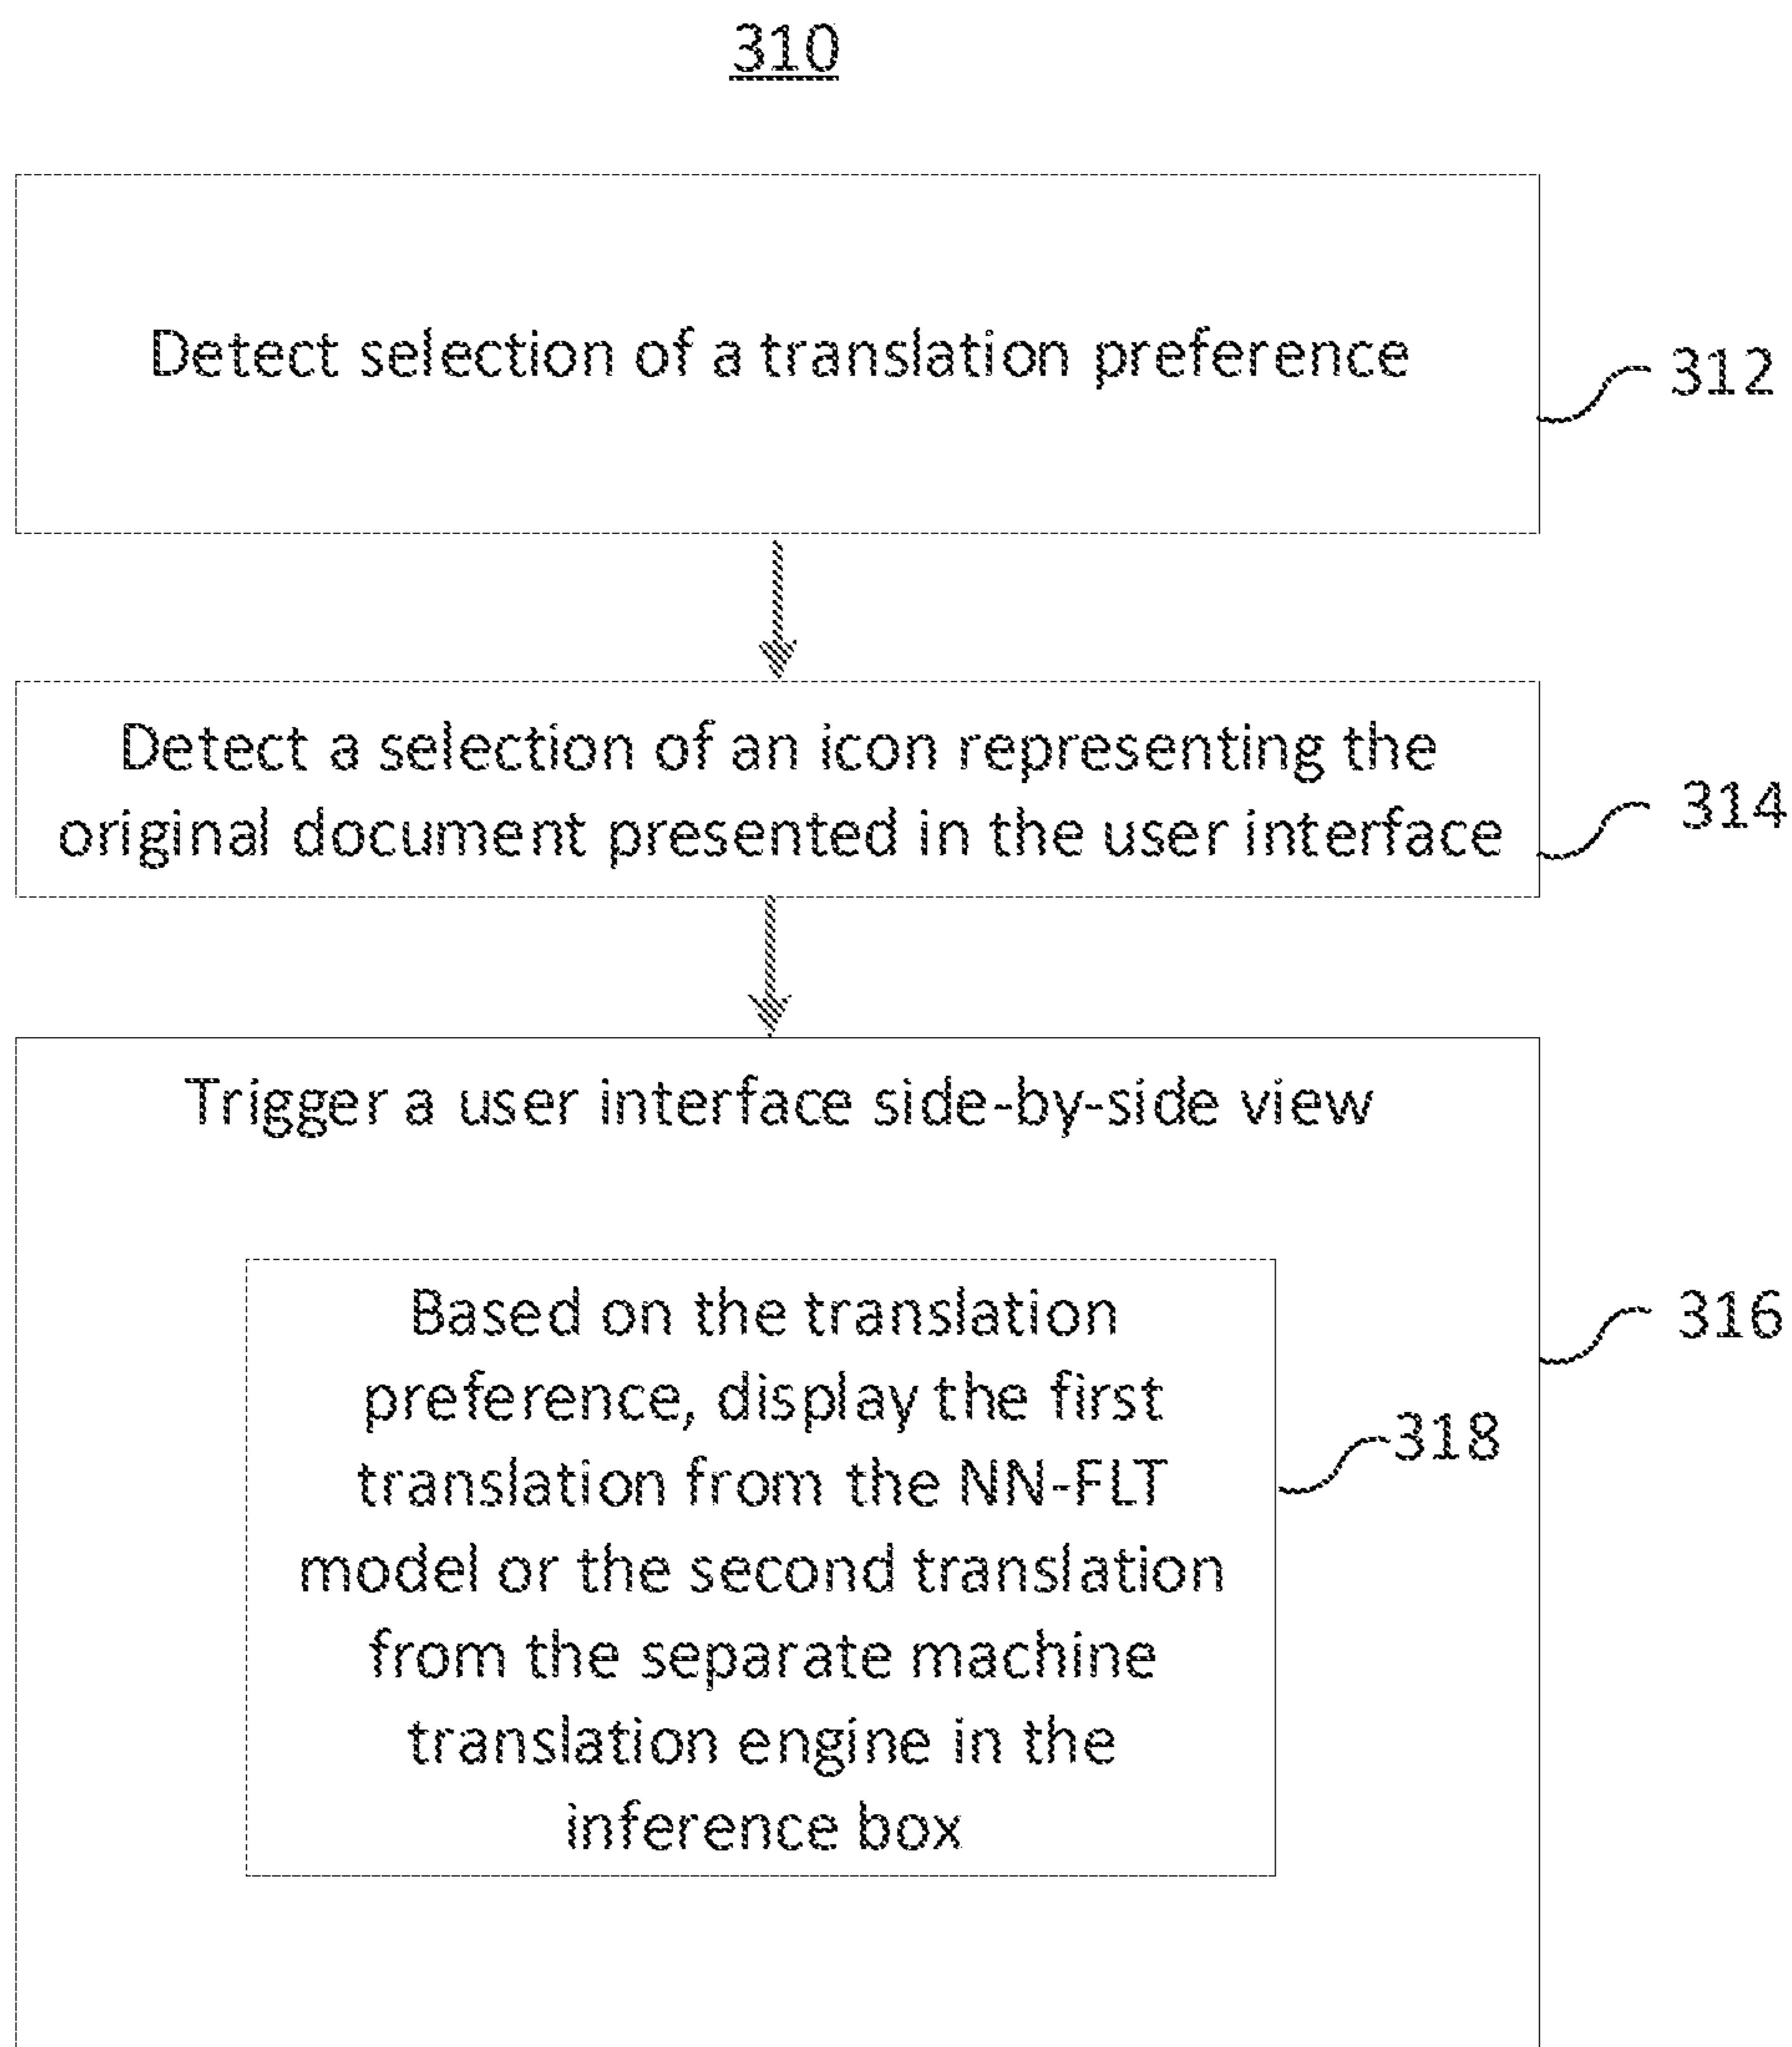 310
Detect selection of a translation preference
312
Detect a selection of an icon representing the
original document presented in the user interface
314
Trigger a user interface side-by-side view
316
Based on the translation
preference, display the first
translation from the NN-FLT
model or the second translation
from the separate machine
translation engine in the
inference box
318